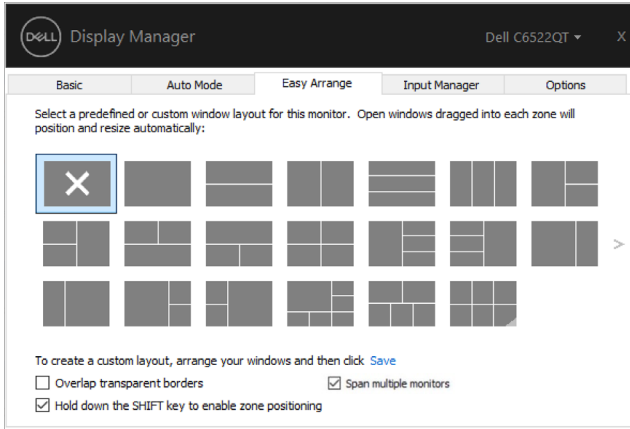 DELL Display Manager Dell C6522QT X
Basic Auto Mode Easy Arrange Input Manager Options
Select a predefined or custom window layout for this monitor. Open windows dragged into each zone will
position and resize automatically:
To create a custom layout, arrange your windows and then click Save
Overlap transparent borders Span multiple monitors
Hold down the SHIFT key to enable zone positioning